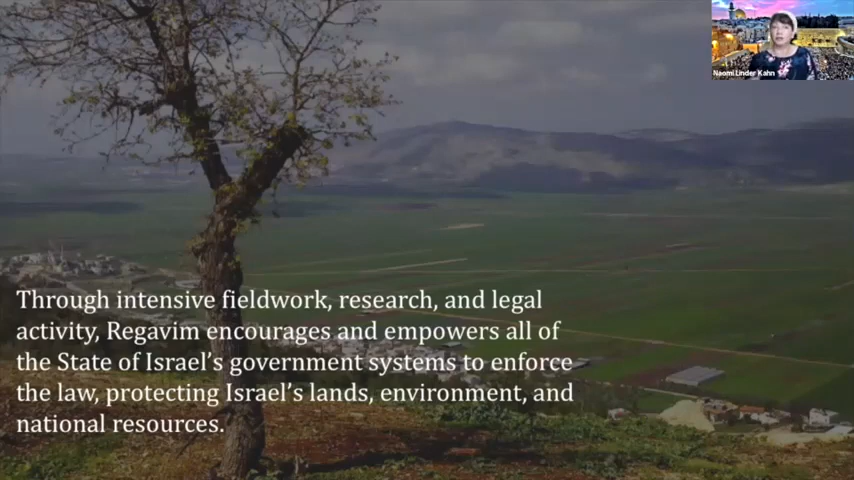 Naomi Linder Kahn
Through intensive fieldwork, research, and legal
activity, Regavim encourages and empowers all of
the State of Israel’s government systems to enforce
the law, protecting Israel’s lands, environment, and
national resources.